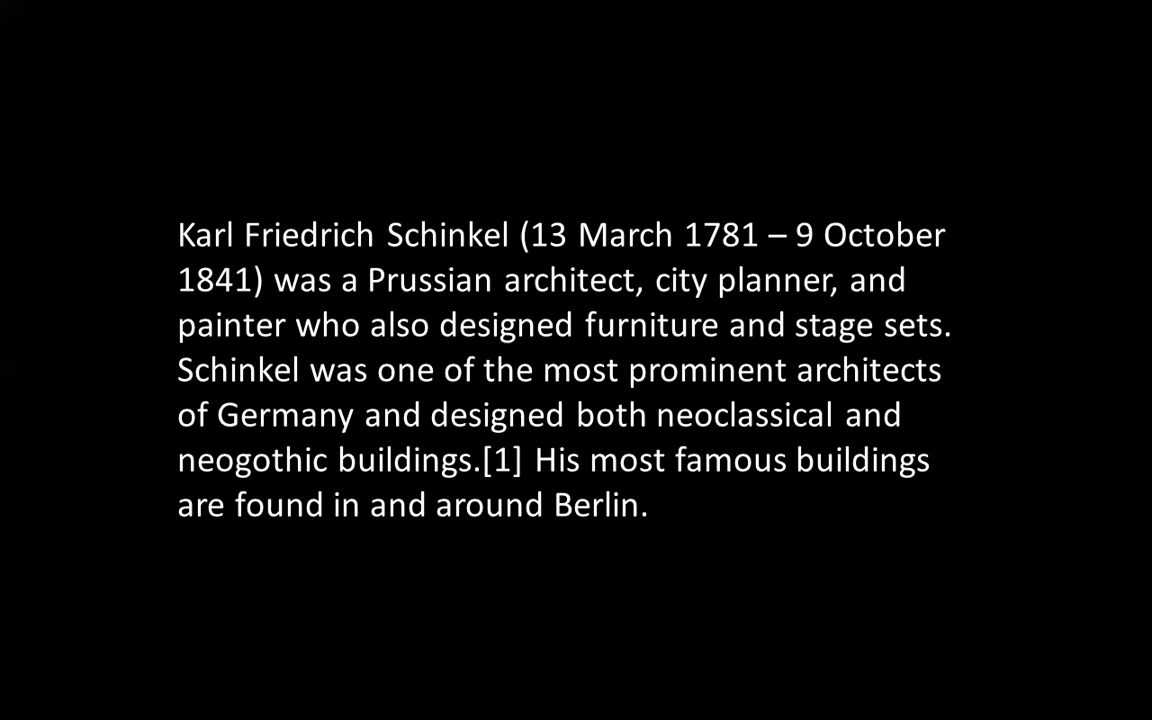 Karl Friedrich Schinkel (13 March 1781 – 9 October
1841) was a Prussian architect, city planner, and
painter who also designed furniture and stage sets.
Schinkel was one of the most prominent architects
of Germany and designed both neoclassical and
neogothic buildings.[1] His most famous buildings
are found in and around Berlin.